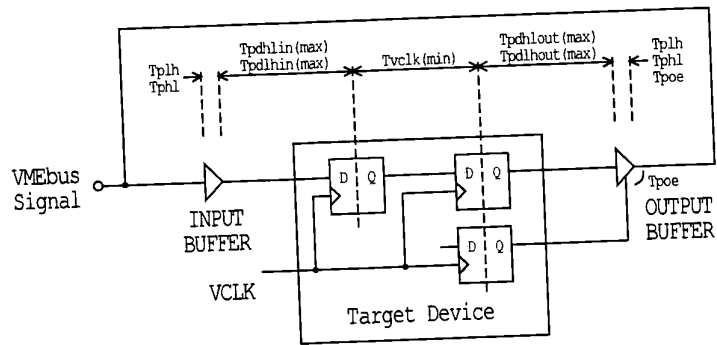 Tpdhlin(max)
Tpdlhin(max)
Tvclk(min)
Tpdhlout(max)
Tpdlhout(max)
Tplh
Tphl
Tplh
Tphl
Tpoe
VMEbus
Signal
INPUT
BUFFER
D Q
D Q
D Q
Tpoe
OUTPUT
BUFFER
VCLK
Target Device